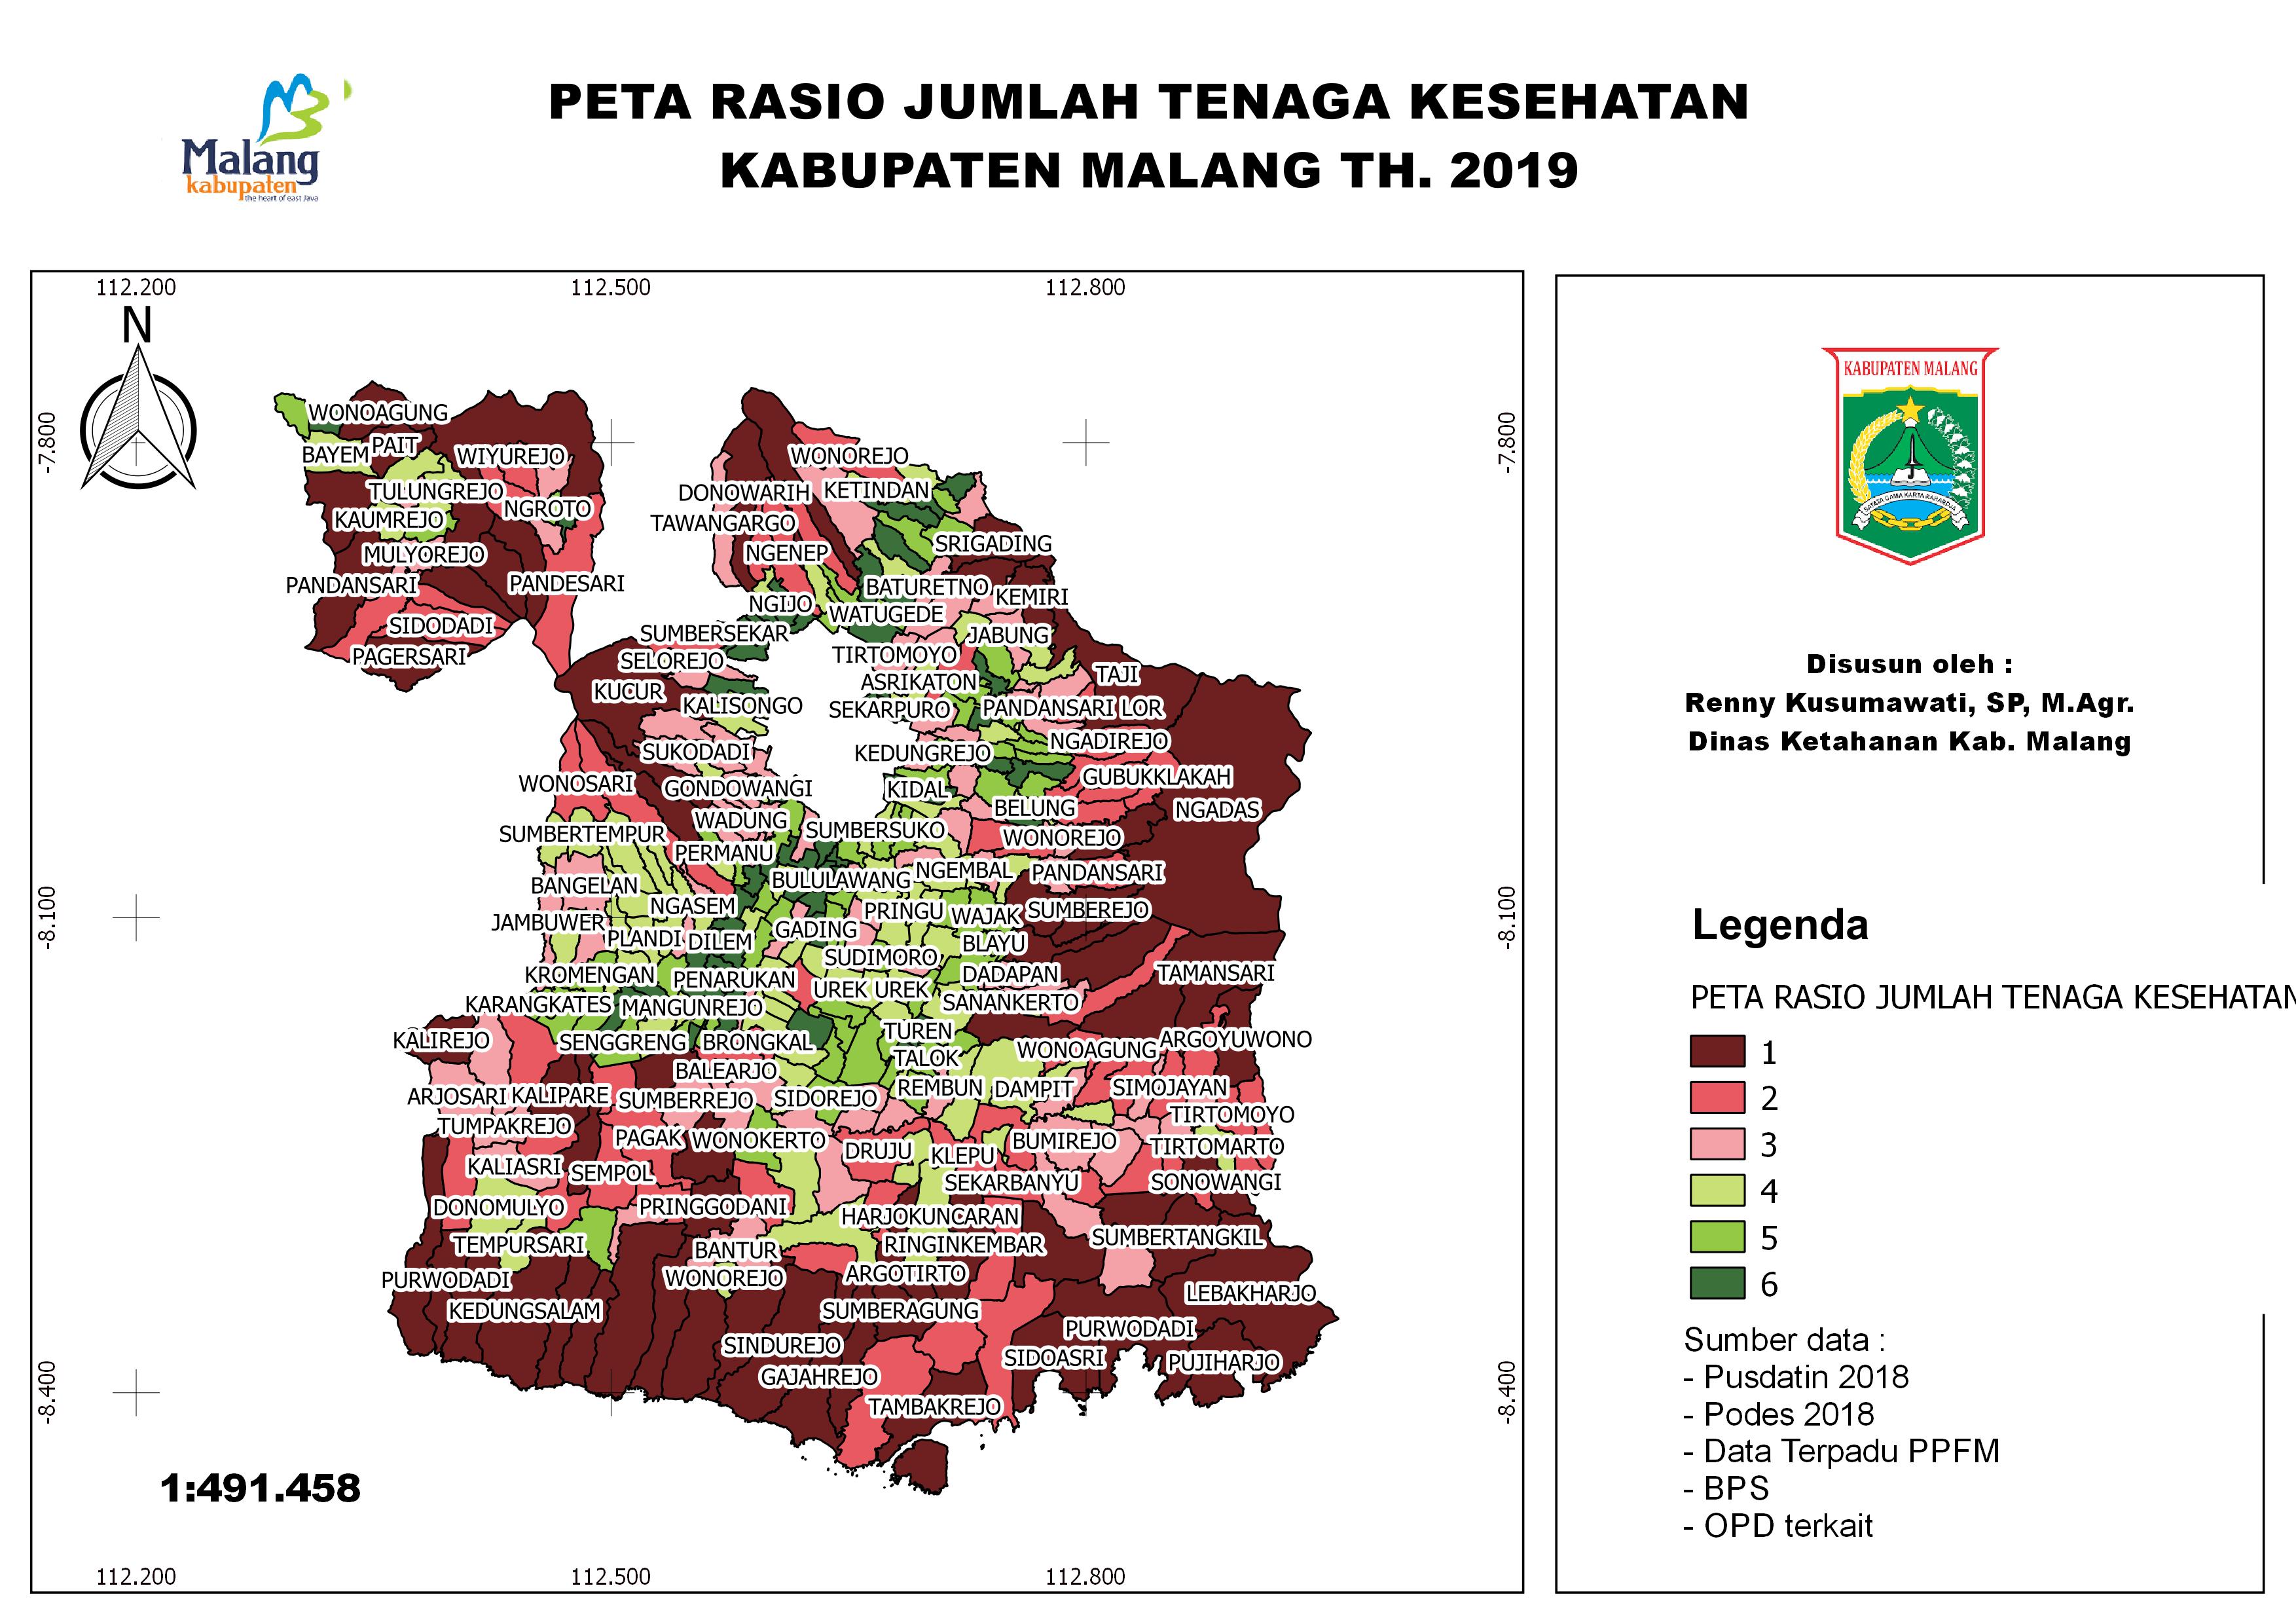 Malang
kabupaten
the heart of east Java
PETA RASIO JUMLAH TENAGA KESEHATAN
KABUPATEN MALANG TH. 2019
112.200 112.500 112.800
N
-7.800
-7.800
-8.100
-8.100
-8.400
-8.400
WONOAGUNG
BAYEM
PAIT
WIYUREJO
TULUNGREJO
NGROTO
KAUMREJO
MULYOREJO
PANDANSARI
PANDESARI
SIDODADI
PAGERSARI
WONOREJO
DONOWARIH
KETINDAN
TAWANGARGO
NGENEP
SRIGADING
BATURETNO
KEMIRI
NGIJO
WATUGEDE
SUMBERSEKAR
JABUNG
SELOREJO
TIRTOMOYO
TAJI
KUCUR
ASRIKATON
KALISONGO
SEKARPURO
PANDANSARI LOR
SUKODADI
KEDUNGREJO
NGADIREJO
WONOSARI
GONDOWANGI
KIDAL
GUBUKKLAKAH
BELUNG
NGADAS
WADUNG
SUMBERTEMPUR
SUMBERSUKO
WONOREJO
PERMANU
BANGELAN
BULULAWANG
NGEMBAL
PANDANSARI
NGASEM
JAMBUWER
PRINGU
WAJAK
SUMBEREJO
PLANDI
DILEM
GADING
BLAYU
SUDIMORO
KROMENGAN
PENARUKAN
DADAPAN
TAMANSARI
UREK UREK
KARANGKATES
MANGUNREJO
SANANKERTO
TUREN
KALIREJO
SENGGRENG
BRONGKAL
WONOAGUNG
ARGOYUWONO
TALOK
BALEARJO
REMBUN
DAMPIT
SIMOJAYAN
ARJOSARI
KALIPARE
SUMBERREJO
SIDOREJO
TIRTOMOYO
TUMPAKREJO
PAGAK
WONOKERTO
BUMIREJO
TIRTOMARTO
DRUJU
KLEPU
KALIASRI
SEMPOL
SEKARBANYU
SONOWANGI
DONOMULYO
PRINGGODANI
HARJOKUNCARAN
TEMPURSARI
BANTUR
RINGINKEMBAR
SUMBERTANGKIL
PURWODADI
WONOREJO
ARGOTIRTO
LEBAKHARJO
KEDUNGSALAM
SUMBERAGUNG
PURWODADI
SINDUREJO
SIDOASRI
PUJIHARJO
GAJAHREJO
TAMBAKREJO
1:491.458
112.200 112.500 112.800
KABUPATEN MALANG
SATATA GAMA KARTA RAHARDJA
Disusun oleh :
Renny Kusumawati, SP, M.Agr.
Dinas Ketahanan Kab. Malang
Legenda
PETA RASIO JUMLAH TENAGA KESEHATAN
1
2
3
4
5
6
Sumber data :
- Pusdatin 2018
- Podes 2018
- Data Terpadu PPFM
- BPS
- OPD terkait